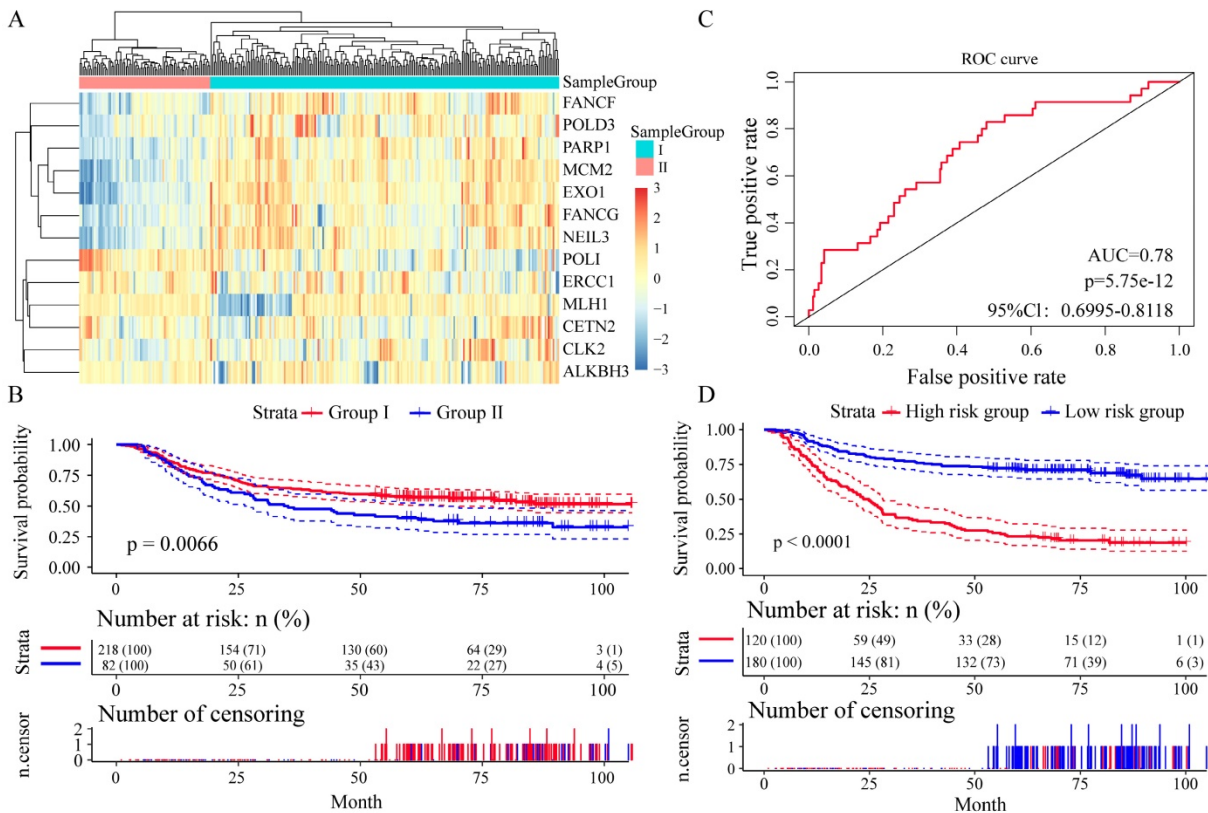 A
SampleGroup
FANCF
POLD3
PARP1
MCM2
EXO1
FANCG
NEIL3
POLI
ERCC1
MLH1
CETN2
CLK2
ALKBH3
SampleGroup
I
II
3
2
1
0
−1
−2
−3
C
ROC curve
True positive rate
1.0
0.8
0.6
0.4
0.2
0.0
AUC=0.78
p=5.75e-12
95%Cl: 0.6995-0.8118
0.0 0.2 0.4 0.6 0.8 1.0
False positive rate
B
Strata Group I Group II
Survival probability
1.00
0.75
0.50
0.25
0.00
p = 0.0066
0 25 50 75 100
Number at risk: n (%)
Strata
218 (100) 154 (71) 130 (60) 64 (29) 3 (1)
82 (100) 50 (61) 35 (43) 22 (27) 4 (5)
0 25 50 75 100
Number of censoring
n.censor
2
1
0
0 25 50 75 100
Month
D
Strata High risk group Low risk group
Survival probability
1.00
0.75
0.50
0.25
0.00
p < 0.0001
0 25 50 75 100
Number at risk: n (%)
Strata
120 (100) 59 (49) 33 (28) 15 (12) 1 (1)
180 (100) 145 (81) 132 (73) 71 (39) 6 (3)
0 25 50 75 100
Number of censoring
n.censor
2
1
0
0 25 50 75 100
Month